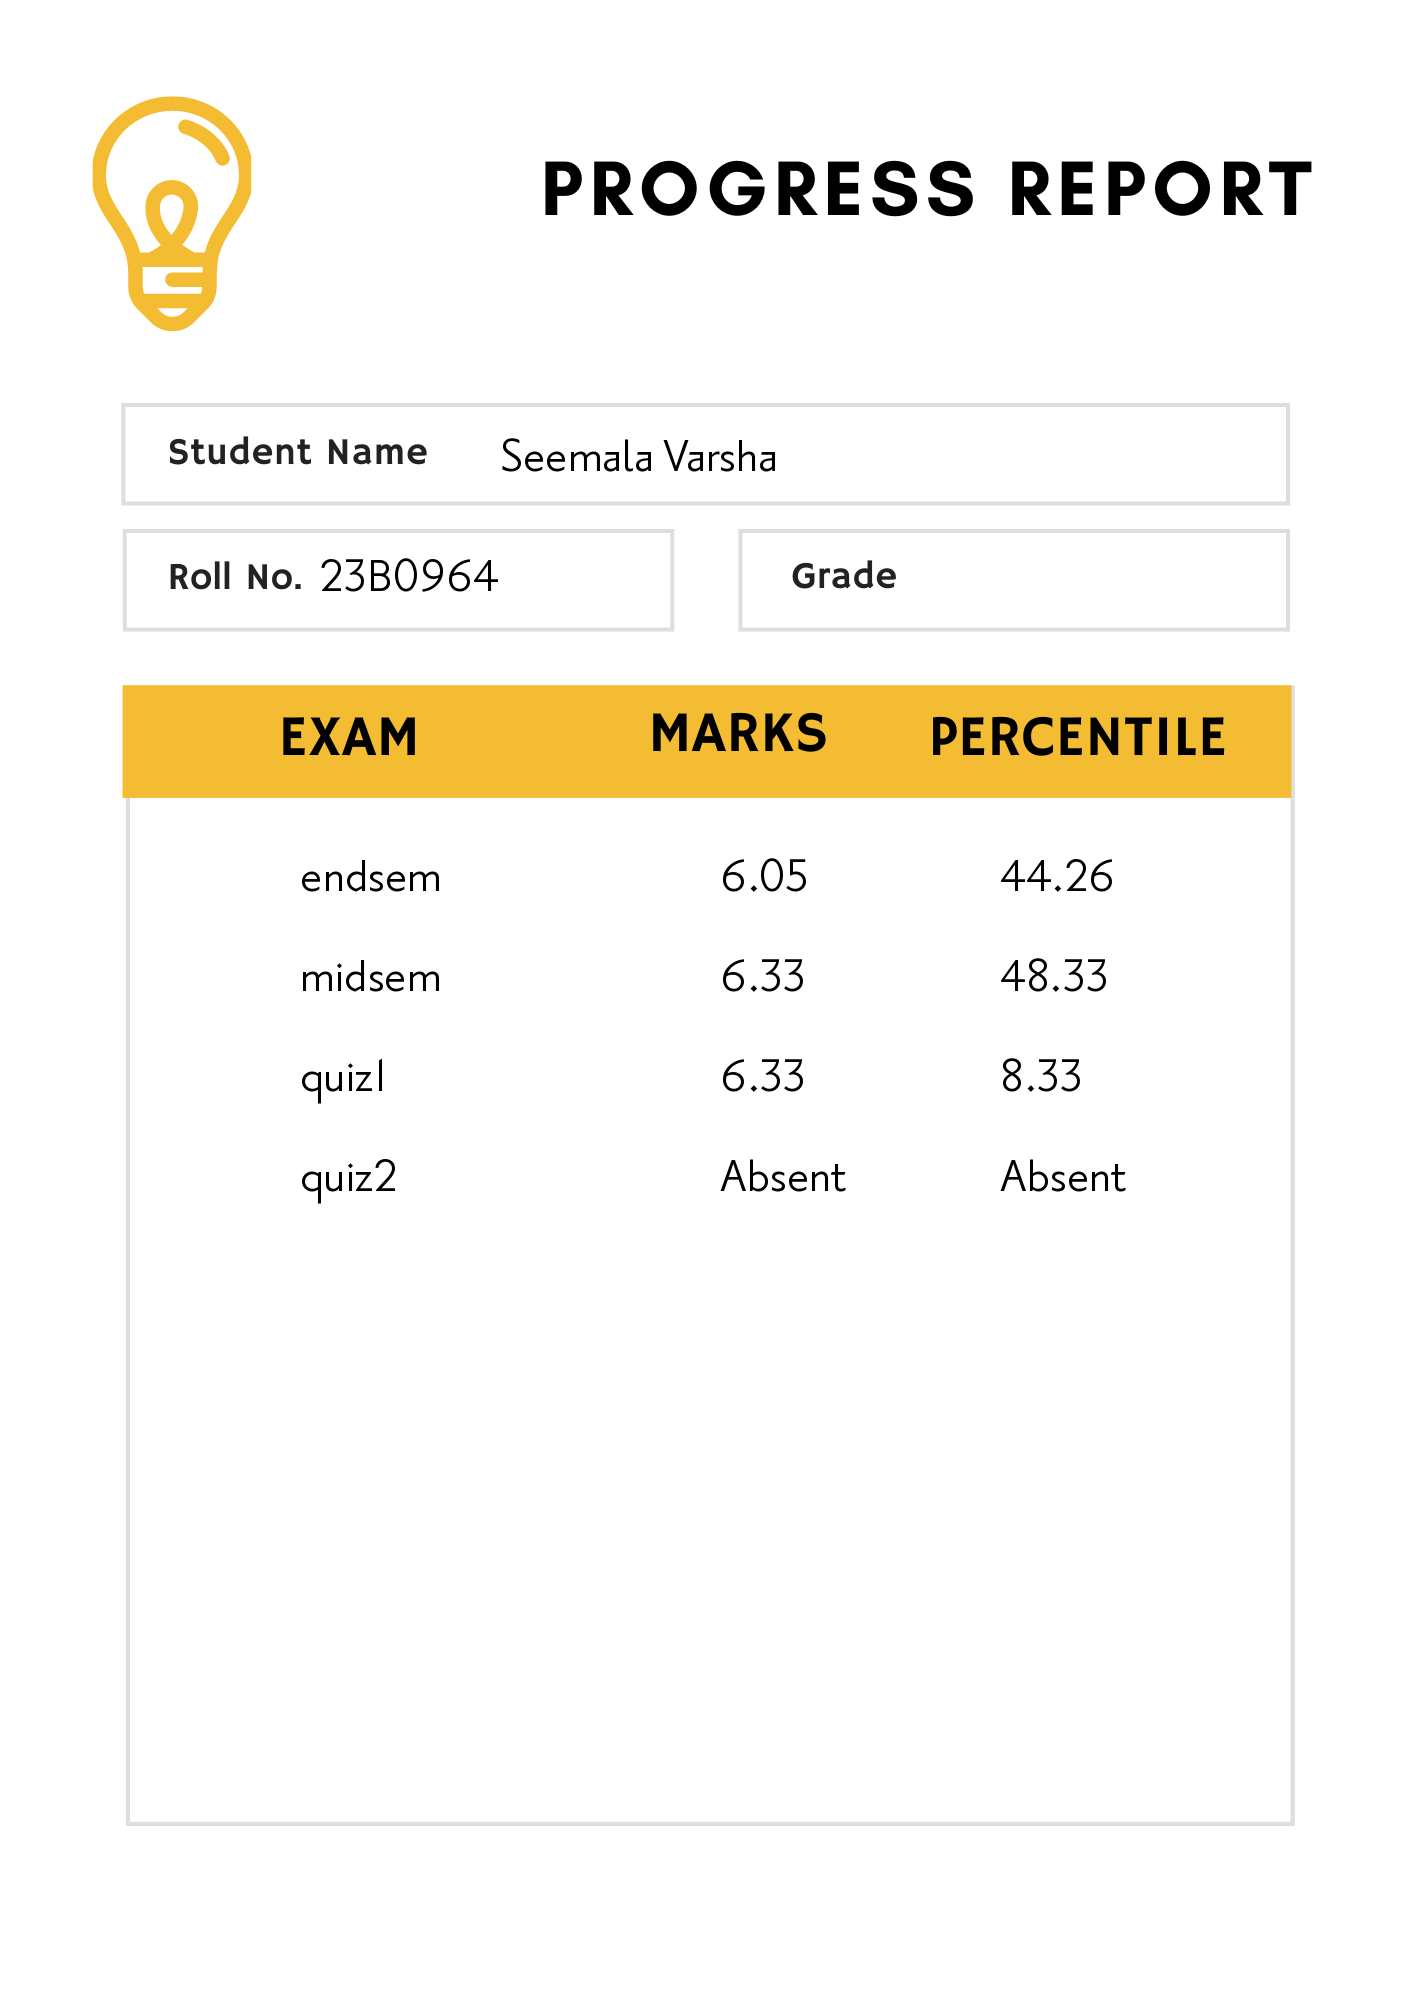 PROGRESS REPORT
Student Name Seemala Varsha
Roll No. 23B0964 Grade
EXAM MARKS PERCENTILE
endsem 6.05 44.26
midsem 6.33 48.33
quiz1 6.33 8.33
quiz2 Absent Absent